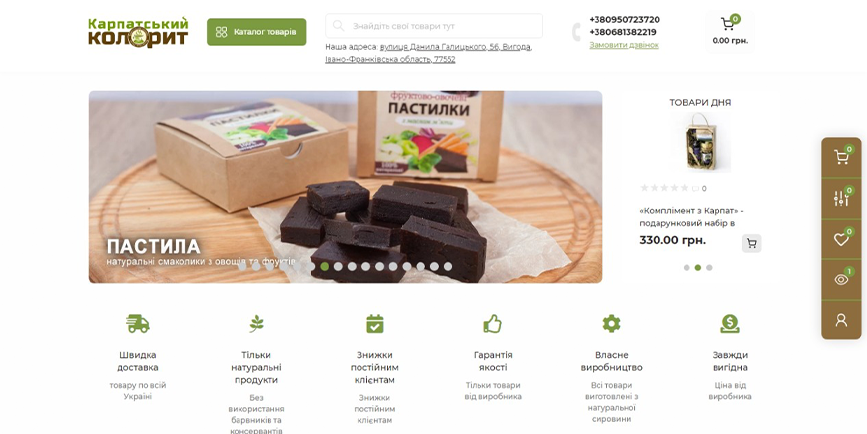 Карпатський
колорит
Каталог товарів
Знайдіть свої товари тут
Наша адреса: вулиця Данила Галицького, 56, Вигода,
Івано-Франківська область, 77552
+380950723720
+380681382219
Замовити дзвінок
0
0.00 грн.
фруктово-овочеві
ПАСТИЛКИ
100%
ПАСТИЛА
натуральні смаколики з овощів та фруктів
ТОВАРИ ДНЯ
0
«Комплімент з Карпат» -
подарунковий набір в
330.00 грн.
0
0
0
1
Швидка
доставка
товару по всій
Україні
Тільки
натуральні
продукти
Без
використання
барвників та
консервантів
Знижки
постійним
клієнтам
Знижки
постійним
клієнтам
Гарантія
якості
Тільки товари
від виробника
Власне
виробництво
Всі товари
виготовлені з
натуральної
сировини
Завжди
вигідна
Ціна від
виробника